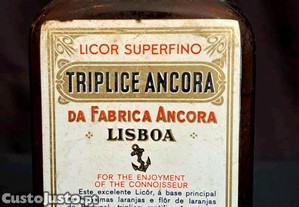 LICOR SUPERFINO
TRIPLICE ANCORA
DA FABRICA ANCORA
LISBOA
FOR THE ENJOYMENT
OF THE CONNOISSEUR
Este excelente Licôr, á base principal
laranjas e flôr de laranjas
CustoJusto.pt